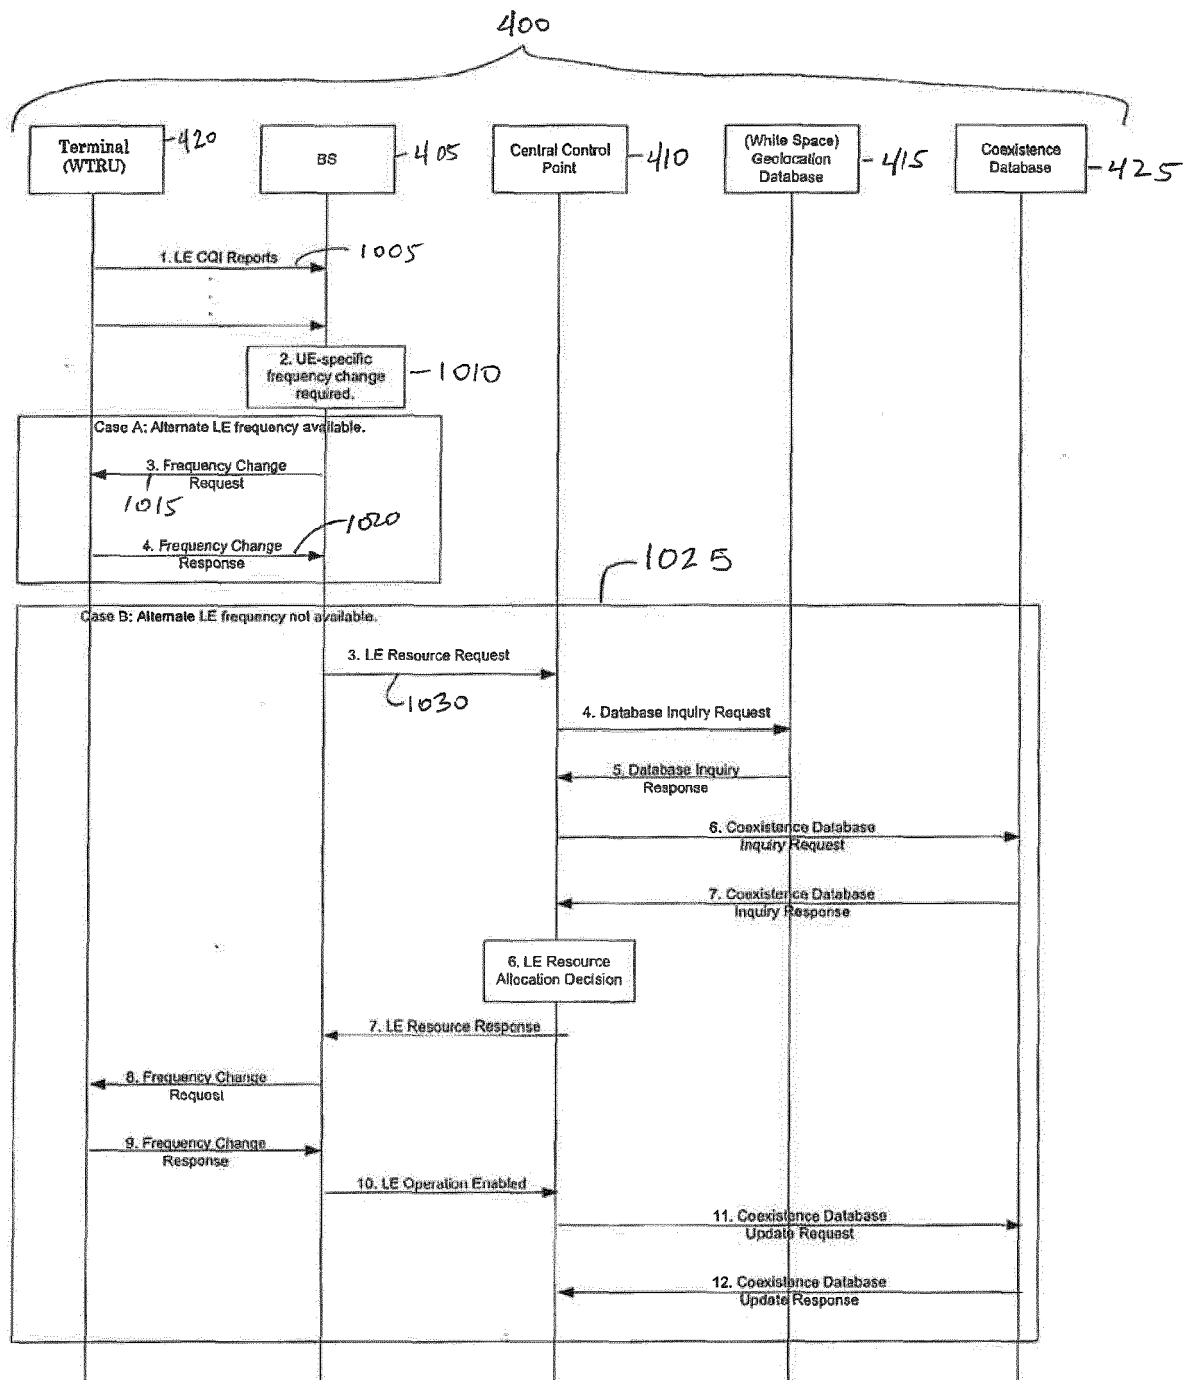 400
Terminal
(WTRU)
420
BS
405
Central Control
Point
410
(White Space)
Geolocation
Database
415
Coexistence
Database
425
1. LE CQI Reports
1005
2. UE-specific
frequency change
required.
1010
Case A: Alternate LE frequency available.
3. Frequency Change
Request
1015
4. Frequency Change
Response
1020
1025
Case B: Alternate LE frequency not available.
3. LE Resource Request
1030
4. Database Inquiry Request
5. Database Inquiry
Response
6. Coexistence Database
Inquiry Request
7. Coexistence Database
Inquiry Response
6. LE Resource
Allocation Decision
7. LE Resource Response
8. Frequency Change
Request
9. Frequency Change
Response
10. LE Operation Enabled
11. Coexistence Database
Update Request
12. Coexistence Database
Update Response